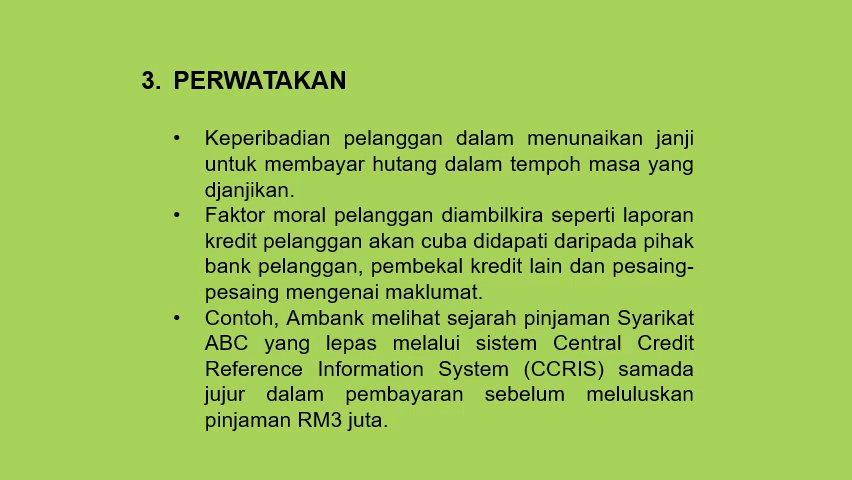 3. PERWATAKAN
• Keperibadian pelanggan dalam menunaikan janji
untuk membayar hutang dalam tempoh masa yang
djanjikan.
• Faktor moral pelanggan diambilkira seperti laporan
kredit pelanggan akan cuba didapati daripada pihak
bank pelanggan, pembekal kredit lain dan pesaing-
pesaing mengenai maklumat.
• Contoh, Ambank melihat sejarah pinjaman Syarikat
ABC yang lepas melalui sistem Central Credit
Reference Information System (CCRIS) samada
jujur dalam pembayaran sebelum meluluskan
pinjaman RM3 juta.